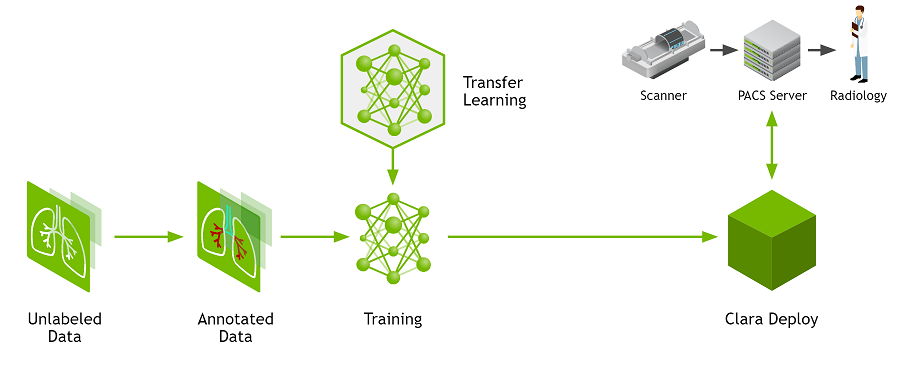 Transfer
Learning
Scanner
PACS Server
Radiology
Unlabeled
Data
Annotated
Data
Training
Clara Deploy